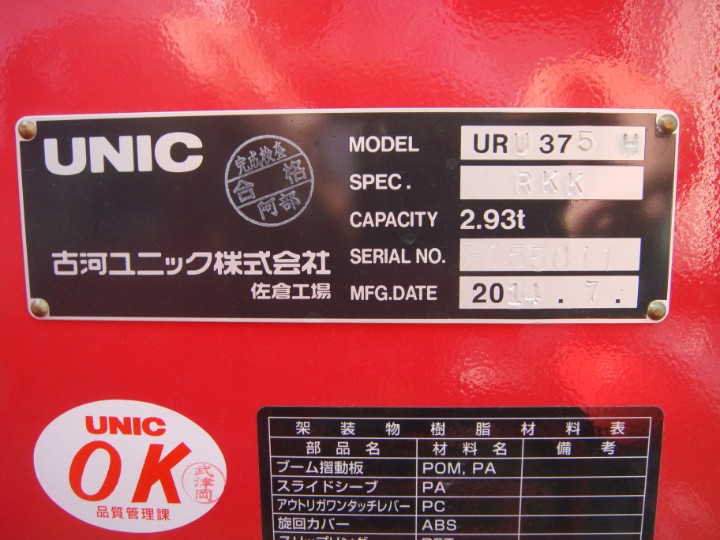 UNIC
完成検査
合格
阿部
MODEL URU375H
SPEC. RKK
CAPACITY 2.93t
古河ユニック株式会社
佐倉工場
SERIAL NO. 155811
MFG.DATE 2014.7.
UNIC
OK
品質管理課
架装物樹脂材料表
部品名 材料名 備考
ブーム摺動板 POM, PA
スライドシーブ PA
アウトリガワンタッチレバー PC
旋回カバー ABS